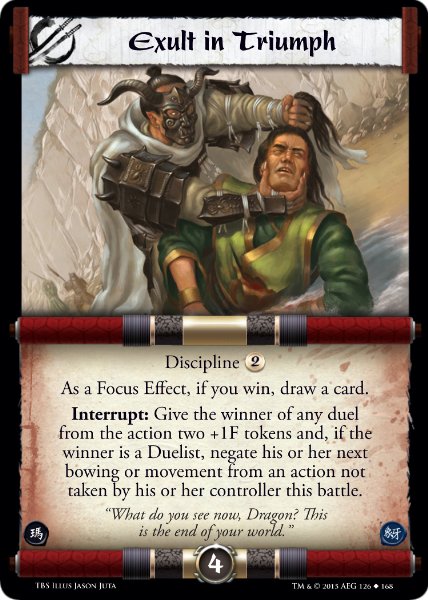 Exult in Triumph
Discipline 2
As a Focus Effect, if you win, draw a card.
Interrupt: Give the winner of any duel
from the action two +1F tokens and, if the
winner is a Duelist, negate his or her next
bowing or movement from an action not
taken by his or her controller this battle.
“What do you see now, Dragon? This
is the end of your world.”
瑪
牙
4
TBS Illus Jason Juta
TM & © 2015 AEG 126 ◆ 168